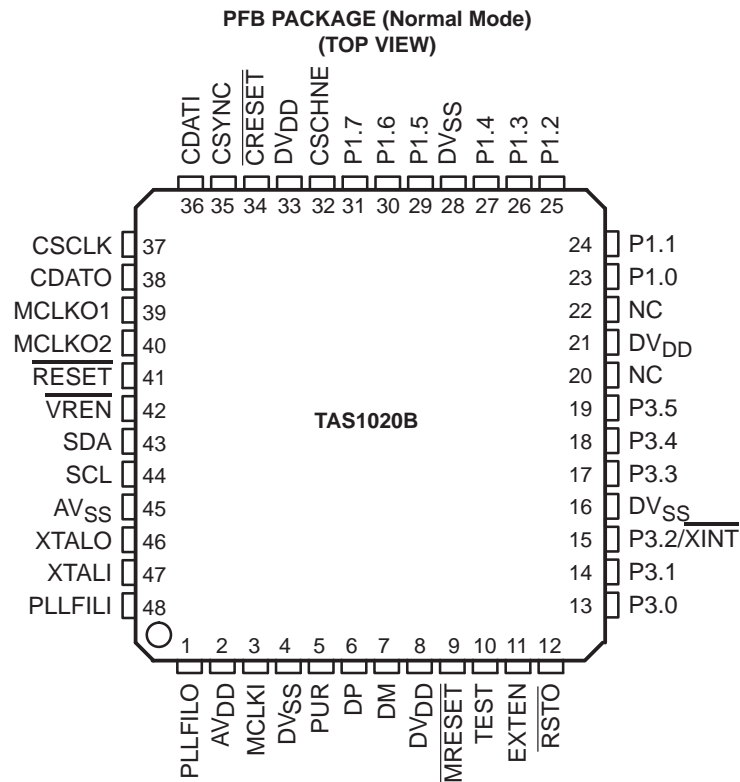 PFB PACKAGE (Normal Mode)
(TOP VIEW)
CDATI
CSYNC
CRESET
DVDD
CSCHNE
P1.7
P1.6
P1.5
DVSS
P1.4
P1.3
P1.2
36 35 34 33 32 31 30 29 28 27 26 25
CSCLK 37
CDATO 38
MCLKO1 39
MCLKO2 40
RESET 41
VREN 42
SDA 43
SCL 44
AVSS 45
XTALO 46
XTALI 47
PLLFILI 48
TAS1020B
24 P1.1
23 P1.0
22 NC
21 DVDD
20 NC
19 P3.5
18 P3.4
17 P3.3
16 DVSS
15 P3.2/XINT
14 P3.1
13 P3.0
1 2 3 4 5 6 7 8 9 10 11 12
PLLFILO
AVDD
MCLKI
DVSS
PUR
DP
DM
DVDD
MRESET
TEST
EXTEN
RSTO